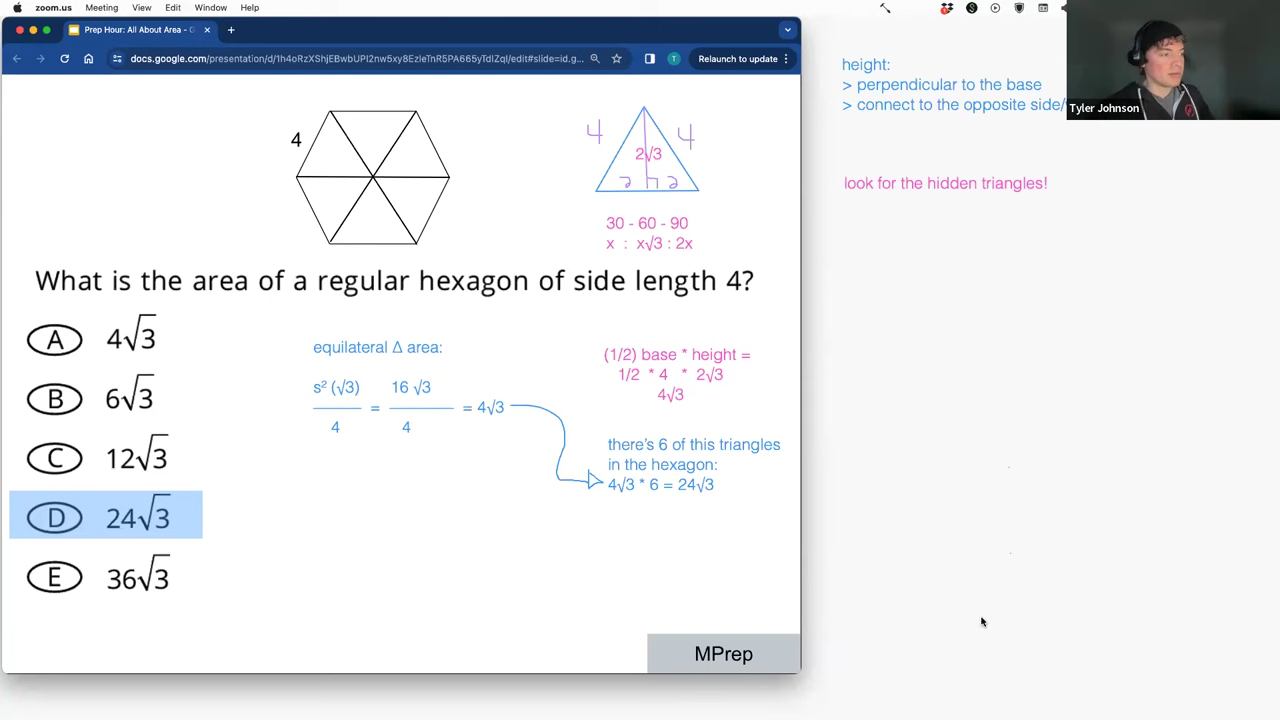 zoom.us Meeting View Edit Window Help
Prep Hour: All About Area - G
docs.google.com/presentation/d/1h4oRzXShjEBwbUPI2nw5xy8EzleTnR5PA665yTdIZqI/edit#slide=id.g...
Relaunch to update
T
height:
> perpendicular to the base
> connect to the opposite side/
Tyler Johnson
look for the hidden triangles!
4
4 4
2√3
2 2
30 - 60 - 90
x : x√3 : 2x
What is the area of a regular hexagon of side length 4?
A 4√3
B 6√3
C 12√3
D 24√3
E 36√3
equilateral Δ area:
s² (√3) 16 √3
= = 4√3
4 4
(1/2) base * height =
1/2 * 4 * 2√3
4√3
there's 6 of this triangles
in the hexagon:
4√3 * 6 = 24√3
MPrep